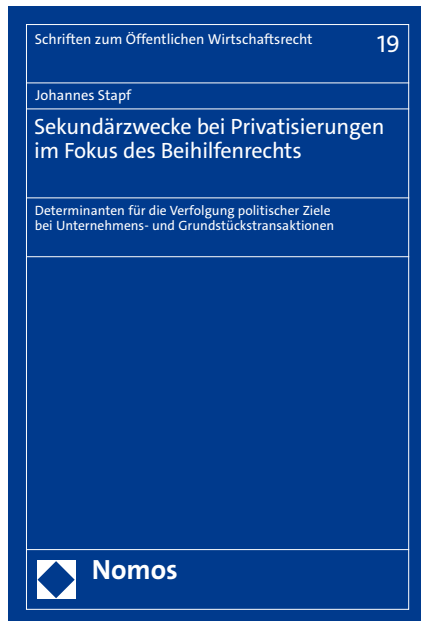 Schriften zum Öffentlichen Wirtschaftsrecht 19
Johannes Stapf
Sekundärzwecke bei Privatisierungen
im Fokus des Beihilfenrechts
Determinanten für die Verfolgung politischer Ziele
bei Unternehmens- und Grundstückstransaktionen
Nomos